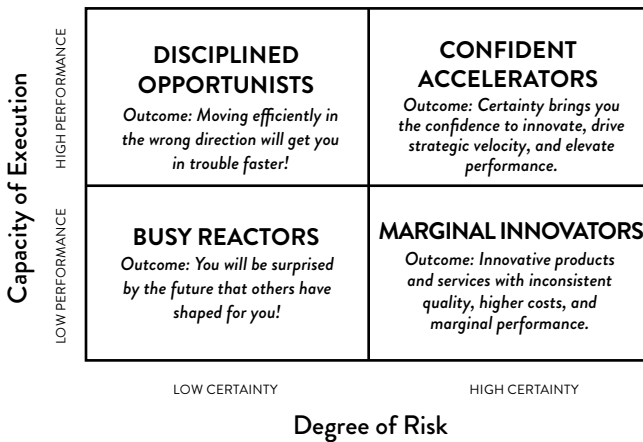 Capacity of Execution
HIGH PERFORMANCE
DISCIPLINED
OPPORTUNISTS
Outcome: Moving efficiently in
the wrong direction will get you
in trouble faster!
CONFIDENT
ACCELERATORS
Outcome: Certainty brings you
the confidence to innovate, drive
strategic velocity, and elevate
performance.
LOW PERFORMANCE
BUSY REACTORS
Outcome: You will be surprised
by the future that others have
shaped for you!
MARGINAL INNOVATORS
Outcome: Innovative products
and services with inconsistent
quality, higher costs, and
marginal performance.
LOW CERTAINTY
HIGH CERTAINTY
Degree of Risk